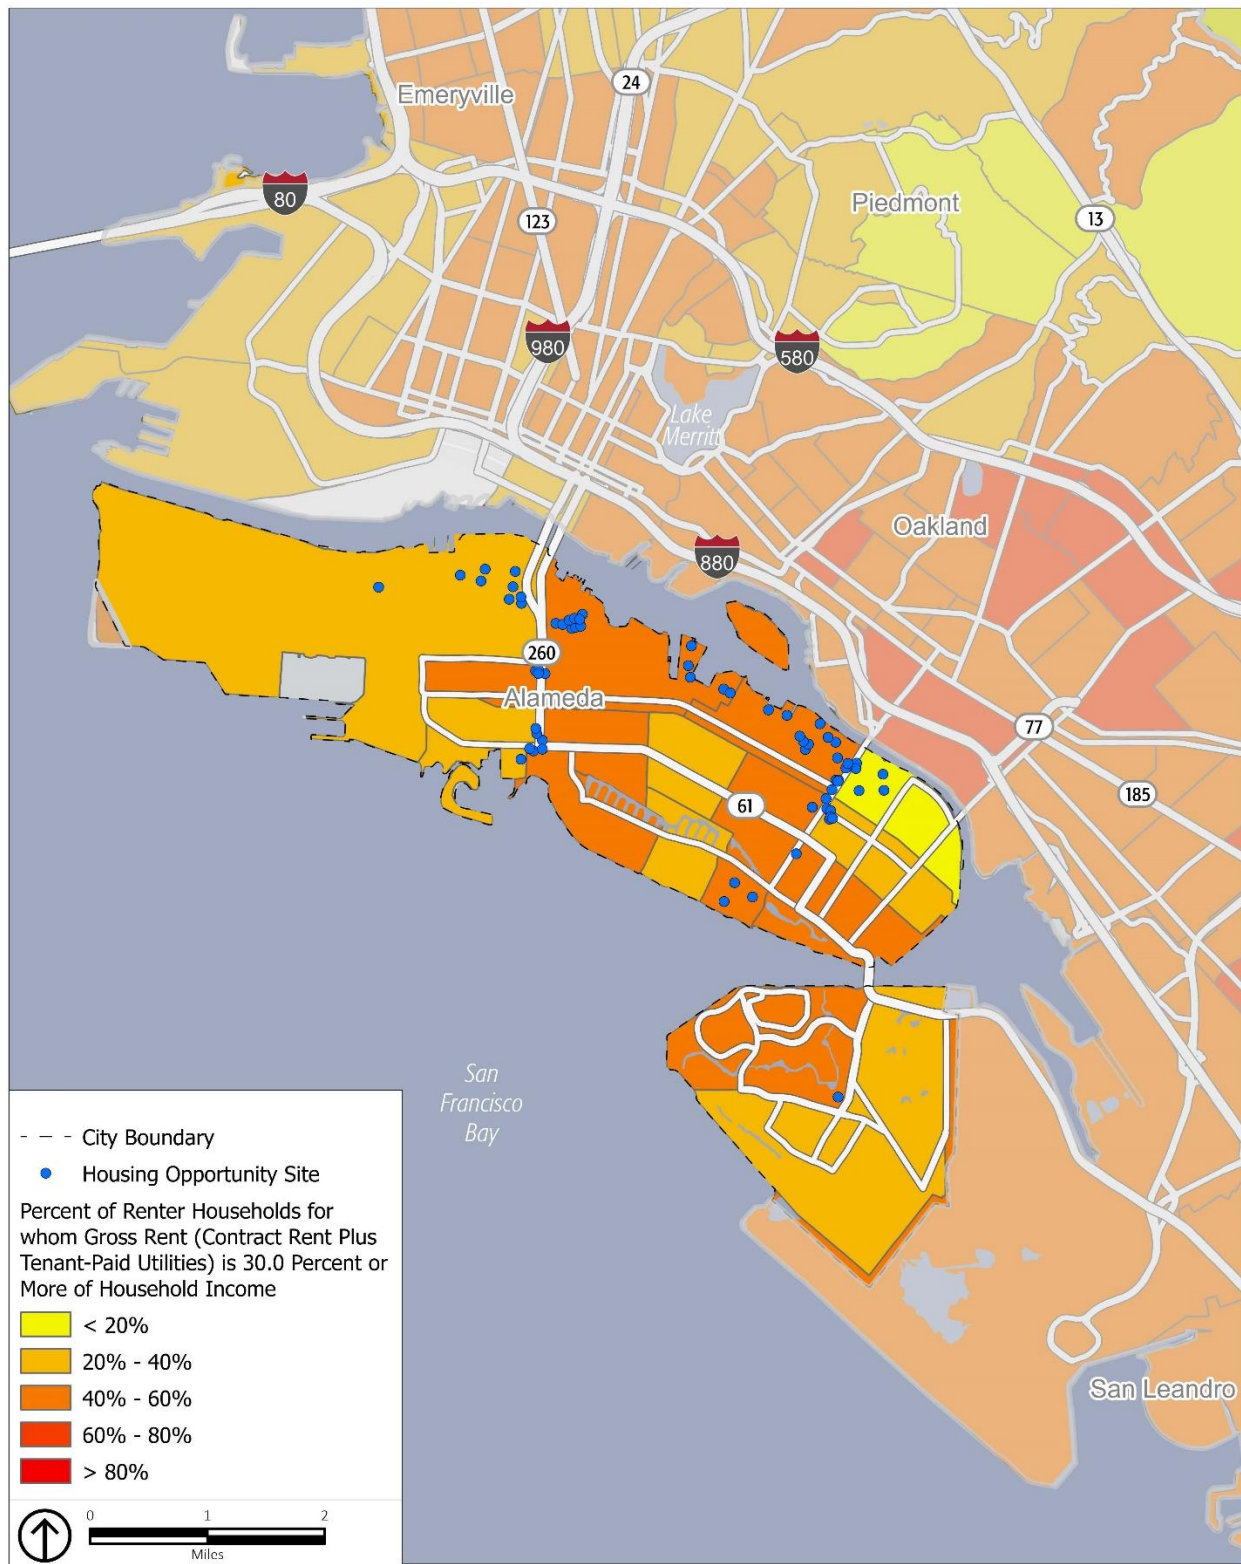 24
Emeryville
80
123
Piedmont
13
980
580
Lake
Merritt
Oakland
880
260
Alameda
77
61
185
San
Francisco
Bay
San Leandro
City Boundary
Housing Opportunity Site
Percent of Renter Households for
whom Gross Rent (Contract Rent Plus
Tenant-Paid Utilities) is 30.0 Percent or
More of Household Income
< 20%
20% - 40%
40% - 60%
60% - 80%
> 80%
0 1 2
Miles